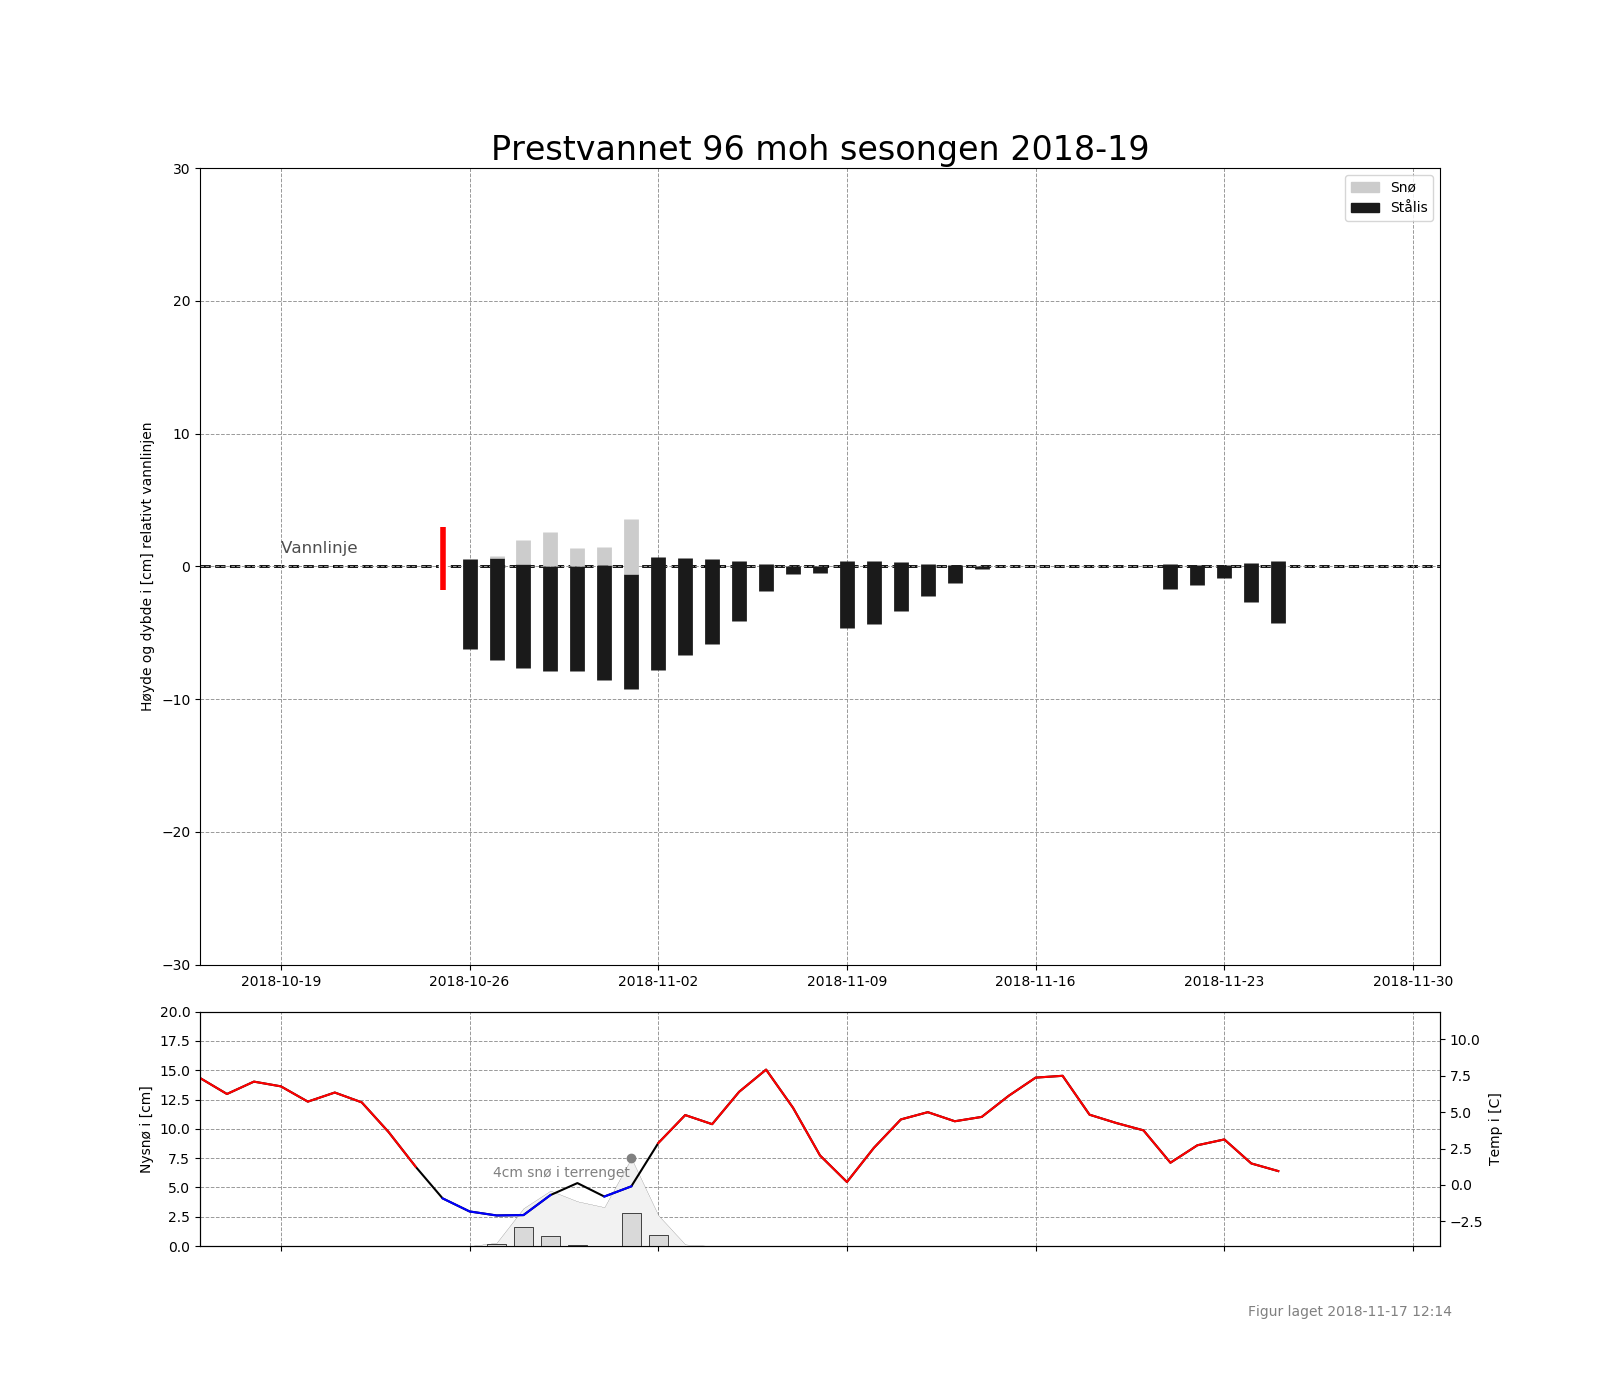 Prestvannet 96 moh sesongen 2018-19
Snø
Stålis
Høyde og dybde i [cm] relativt vannlinjen
30
20
10
0
−10
−20
−30
Vannlinje
2018-10-19 2018-10-26 2018-11-02 2018-11-09 2018-11-16 2018-11-23 2018-11-30
Nysnø i [cm]
20.0
17.5
15.0
12.5
10.0
7.5
5.0
2.5
0.0
4cm snø i terrenget
10.0
7.5
5.0
2.5
0.0
−2.5
Temp i [C]
Figur laget 2018-11-17 12:14